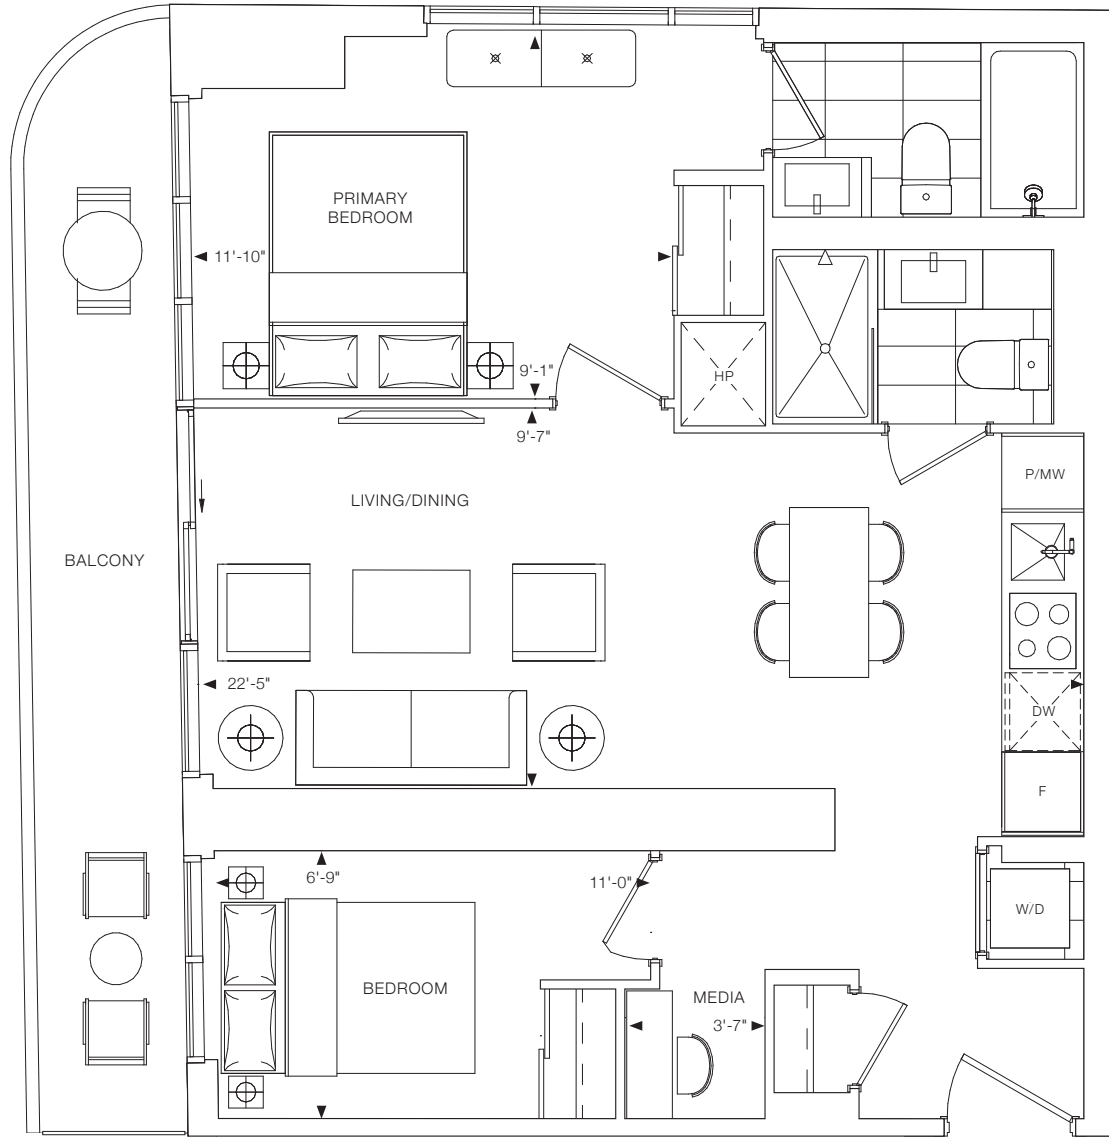 PRIMARY
BEDROOM
11'-10"
HP
9'-1"
9'-7"
LIVING/DINING
P/MW
BALCONY
22'-5"
DW
F
6'-9"
11'-0"
W/D
BEDROOM
MEDIA
3'-7"